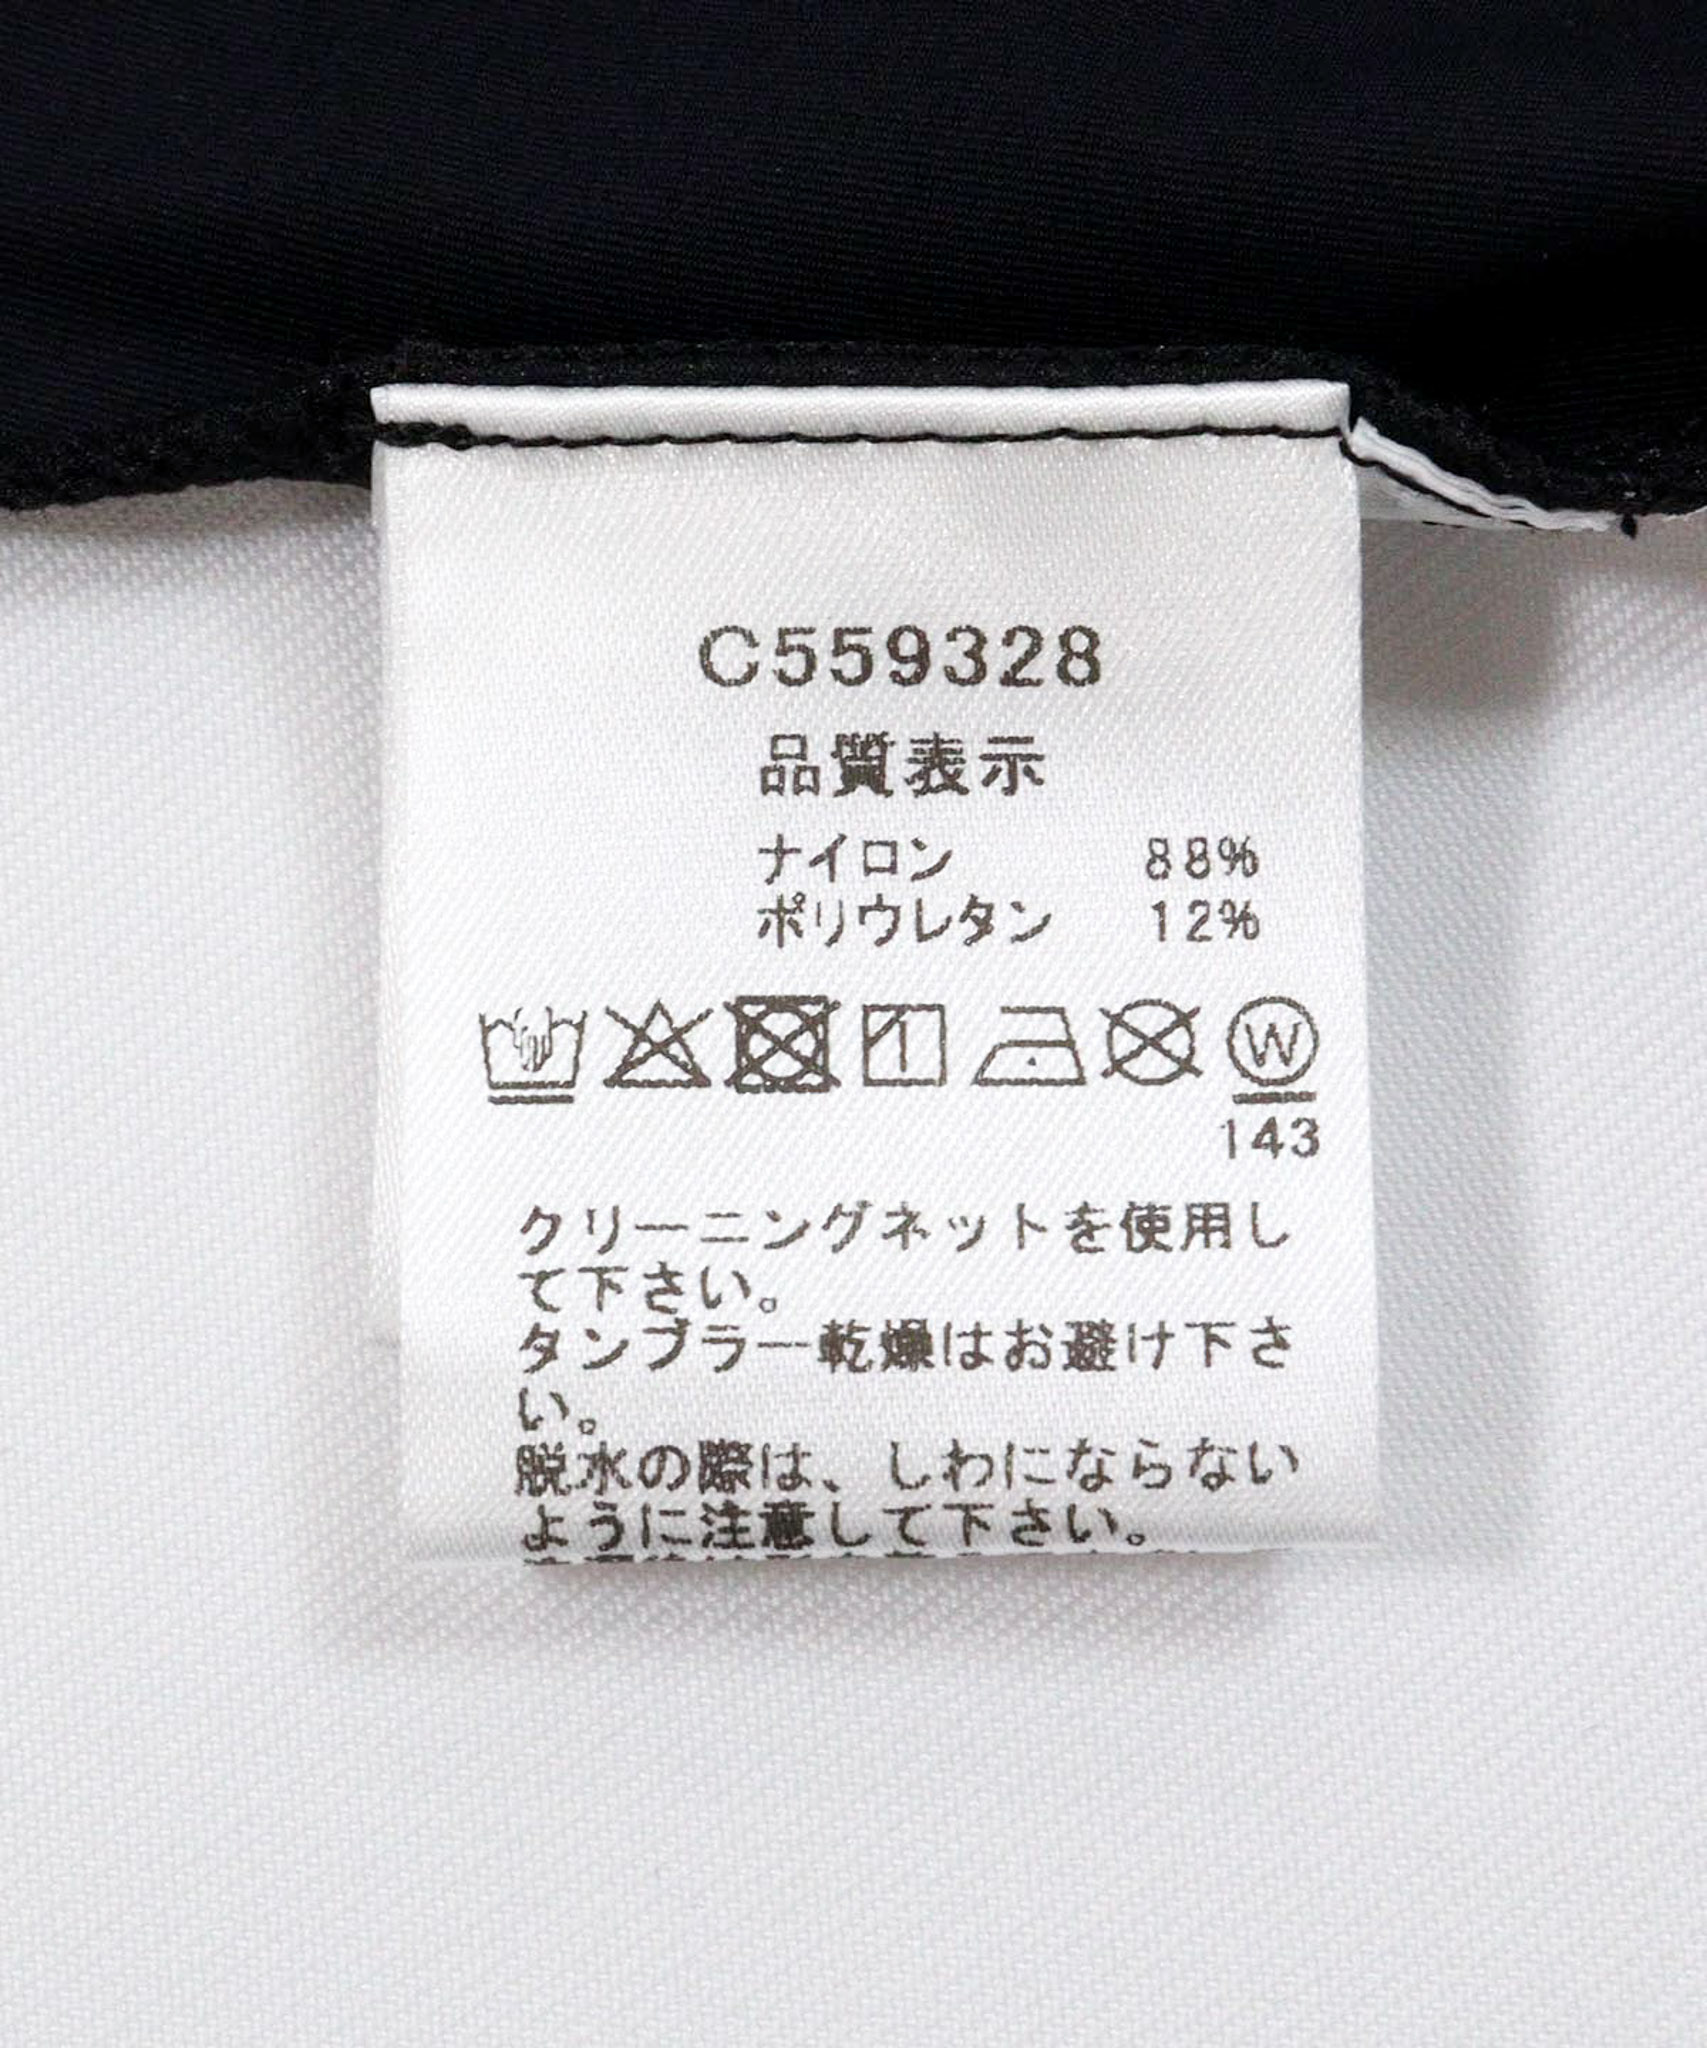 C559328
品質表示
ナイロン 88%
ポリウレタン 12%
1 W
143
クリーニングネットを使用し
て下さい。
タンブラー乾燥はお避け下さ
い。
脱水の際は、しわにならない
ように注意して下さい。